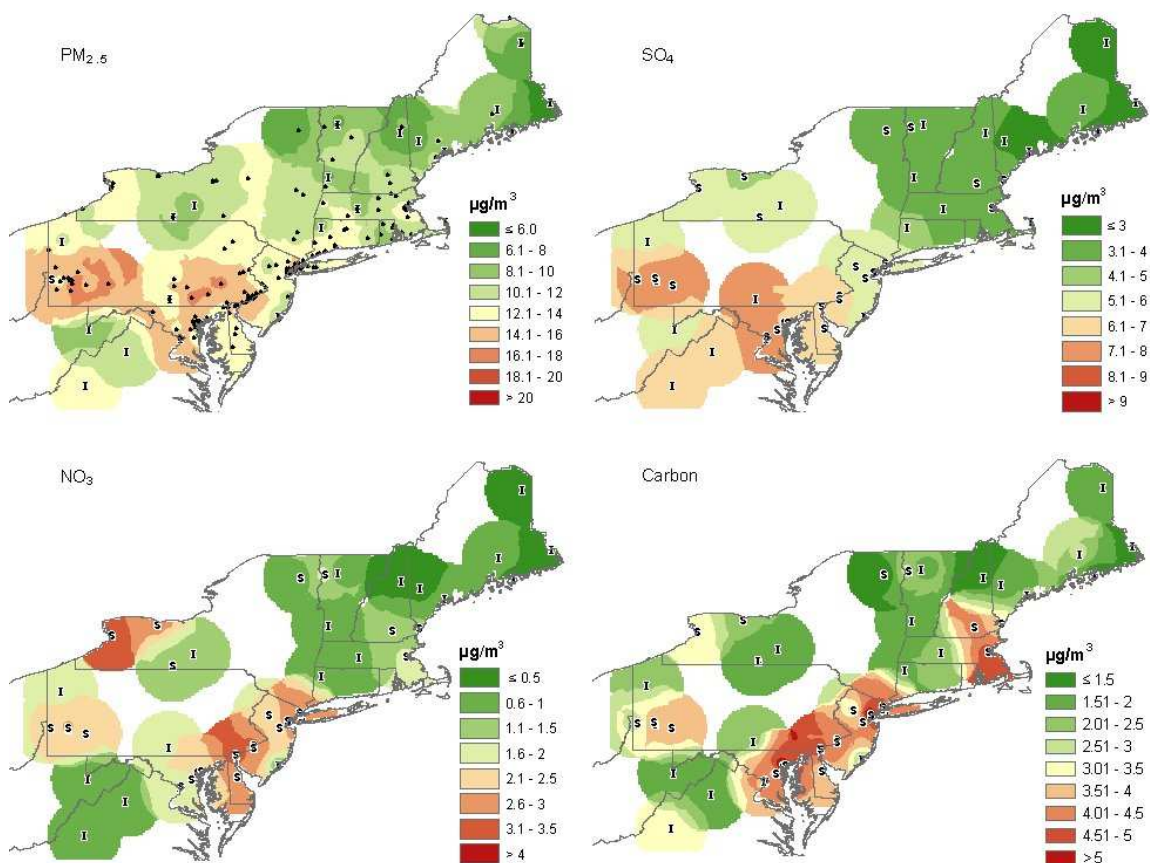 PM₂.₅
µg/m³
≤ 6.0
6.1 - 8
8.1 - 10
10.1 - 12
12.1 - 14
14.1 - 16
16.1 - 18
18.1 - 20
> 20
SO₄
µg/m³
≤ 3
3.1 - 4
4.1 - 5
5.1 - 6
6.1 - 7
7.1 - 8
8.1 - 9
> 9
NO₃
µg/m³
≤ 0.5
0.6 - 1
1.1 - 1.5
1.6 - 2
2.1 - 2.5
2.6 - 3
3.1 - 3.5
> 4
Carbon
µg/m³
≤ 1.5
1.51 - 2
2.01 - 2.5
2.51 - 3
3.01 - 3.5
3.51 - 4
4.01 - 4.5
4.51 - 5
>5